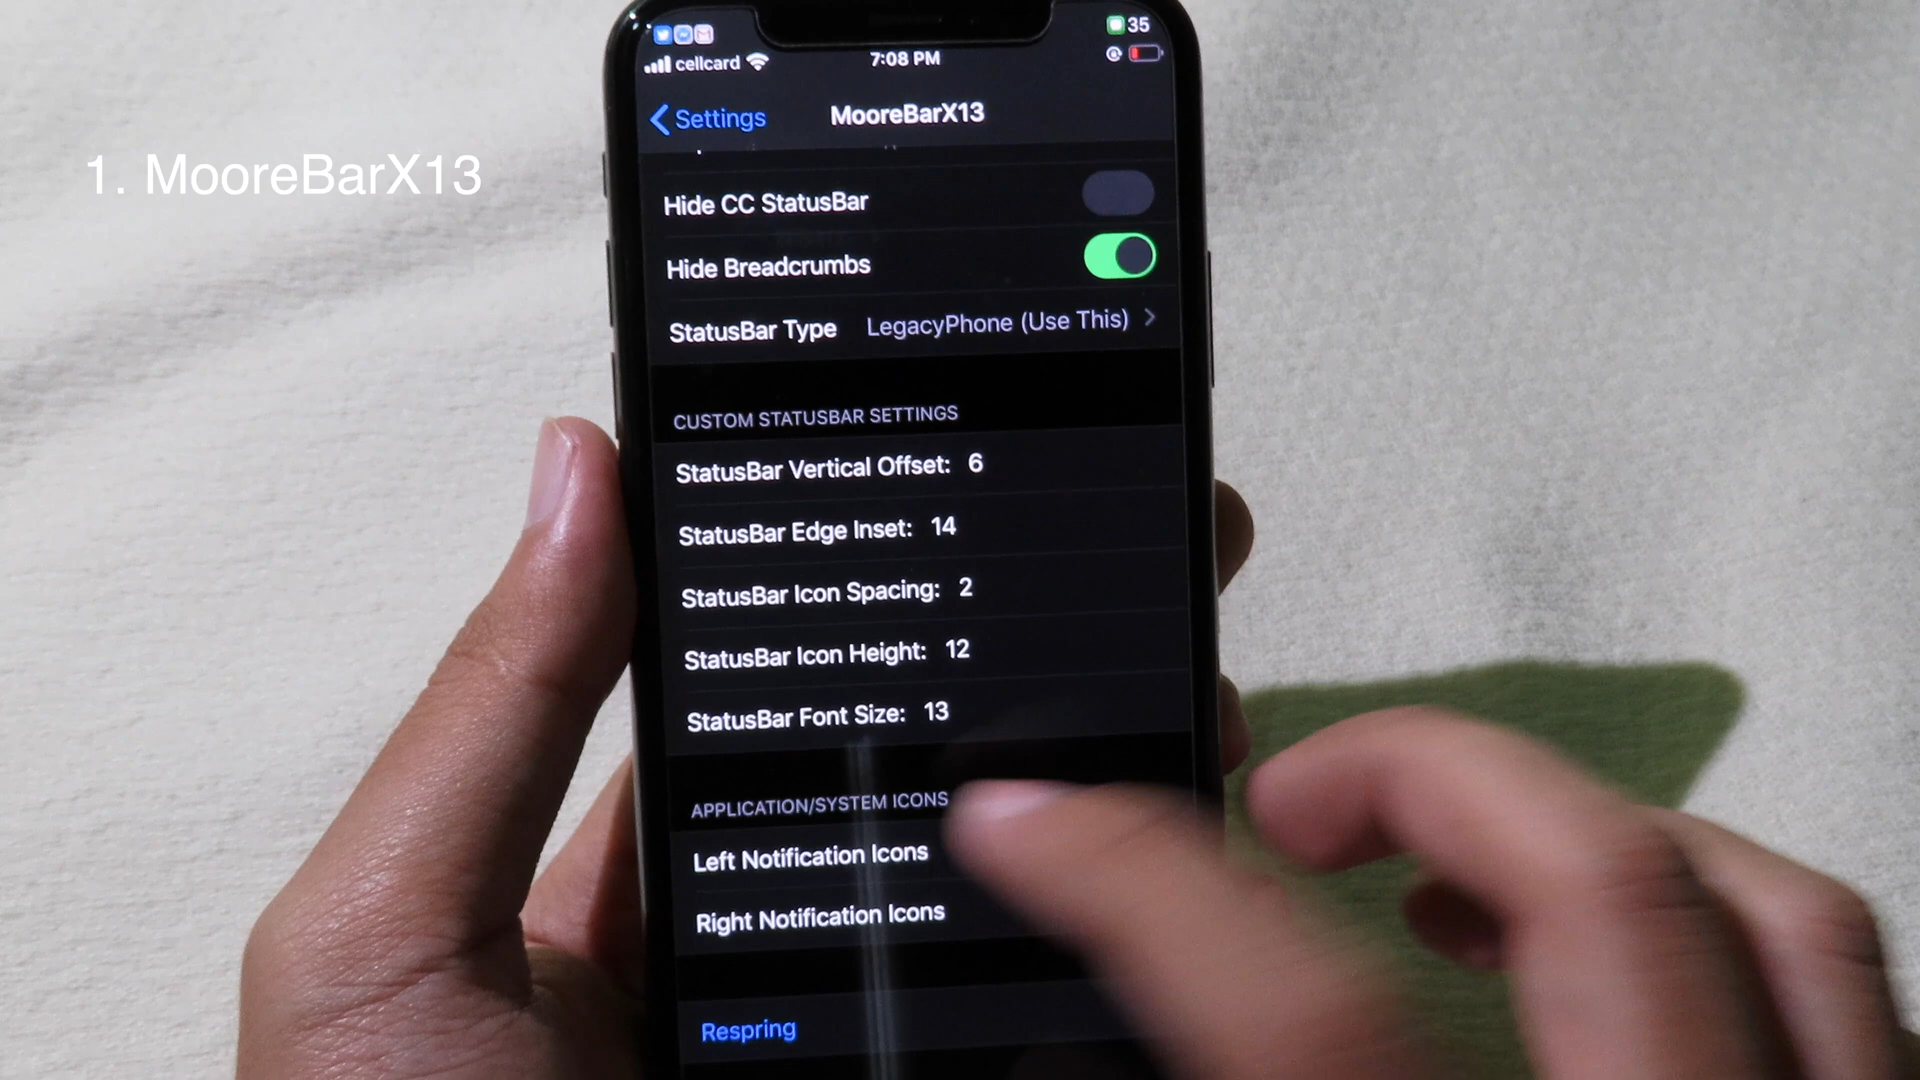 1. MooreBarX13
35
cellcard
7:08 PM
Settings
MooreBarX13
Hide CC StatusBar
Hide Breadcrumbs
StatusBar Type LegacyPhone (Use This)
CUSTOM STATUSBAR SETTINGS
StatusBar Vertical Offset: 6
StatusBar Edge Inset: 14
StatusBar Icon Spacing: 2
StatusBar Icon Height: 12
StatusBar Font Size: 13
APPLICATION/SYSTEM ICONS
Left Notification Icons
Right Notification Icons
Respring